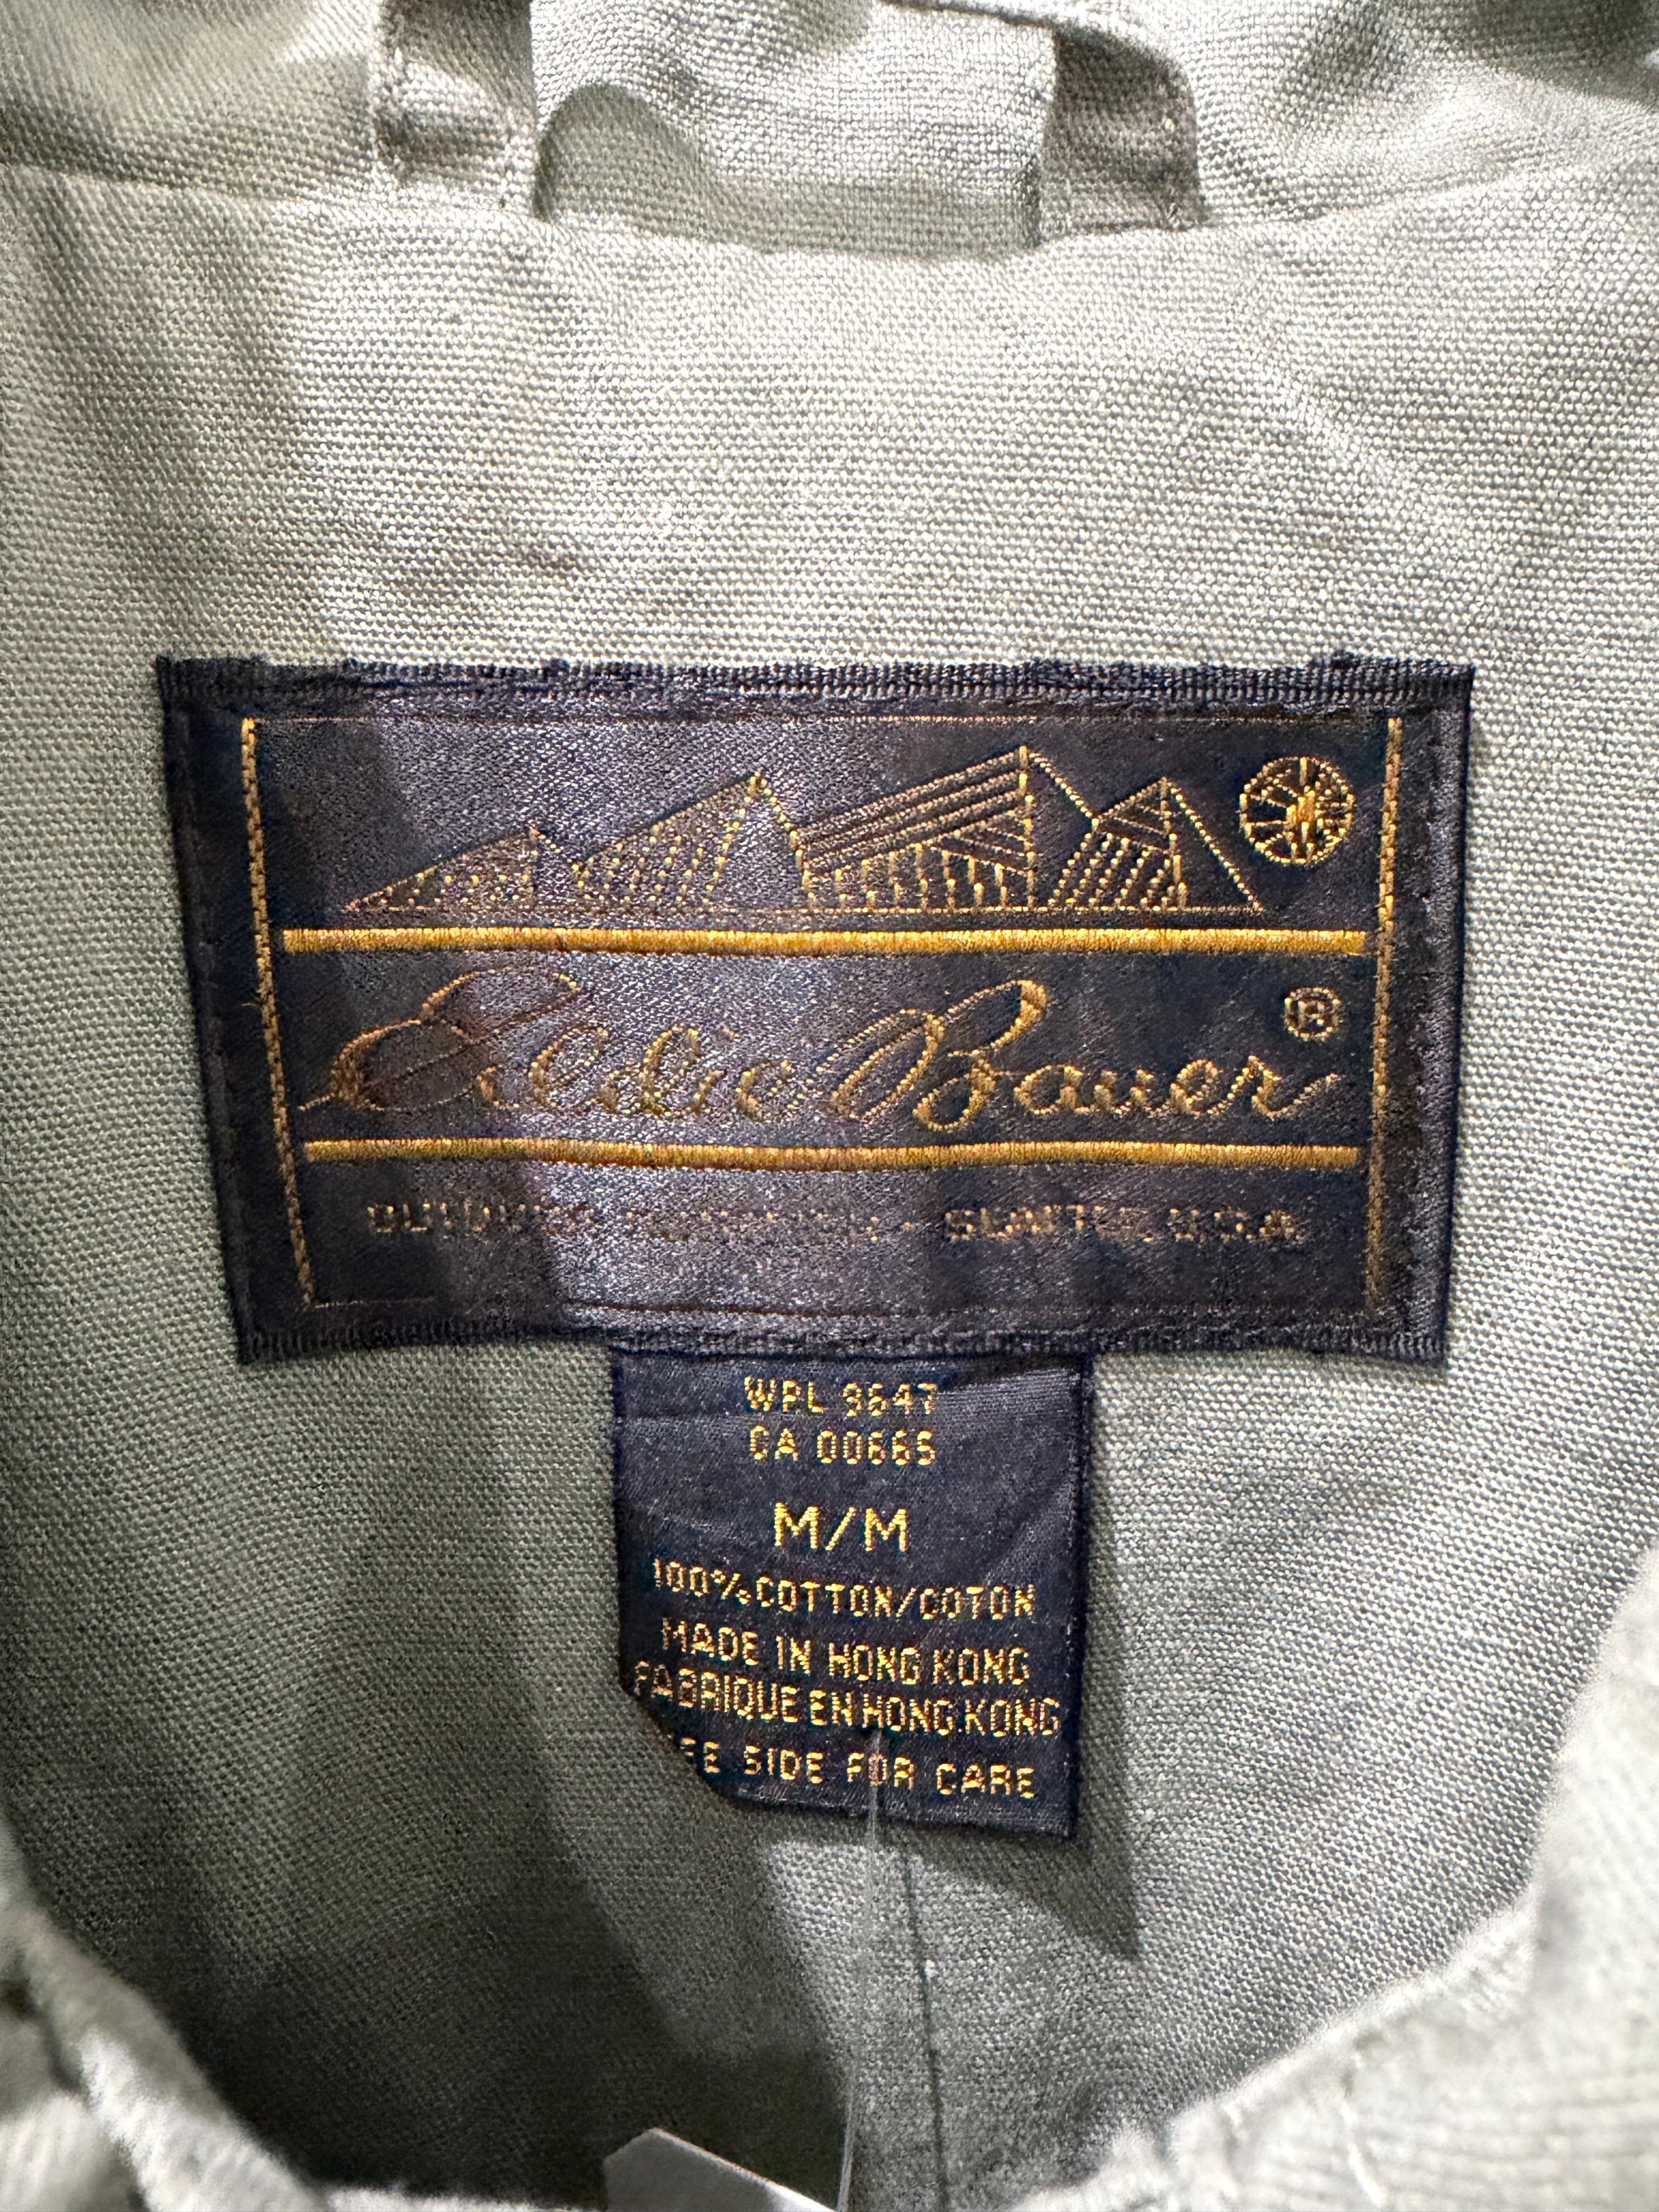 Eddie Bauer®
U.S.A.
WPL 9647
CA 00665
M/M
100% COTTON/COTON
MADE IN HONG KONG
FABRIQUE EN HONG KONG
SIDE FOR CARE